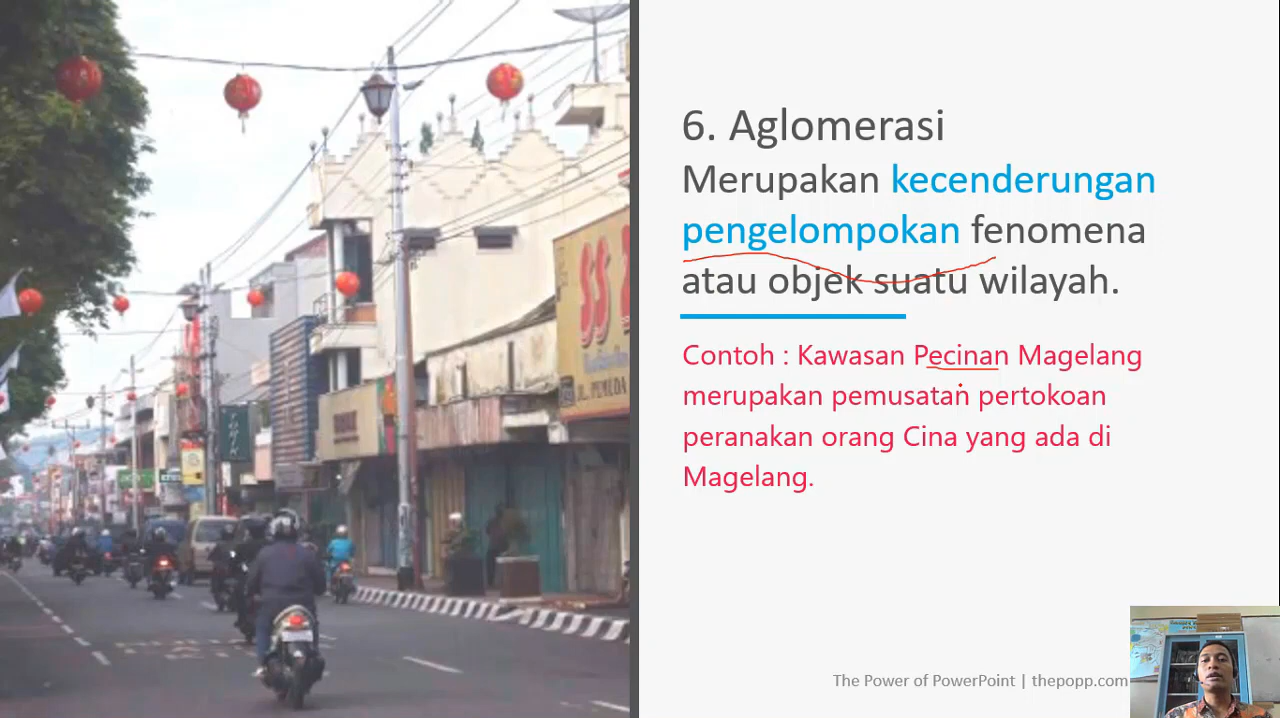 6. Aglomerasi
Merupakan kecenderungan
pengelompokan fenomena
atau objek suatu wilayah.
Contoh : Kawasan Pecinan Magelang
merupakan pemusatan pertokoan
peranakan orang Cina yang ada di
Magelang.
The Power of PowerPoint | thepopp.com
SS
JL. PEMUDA